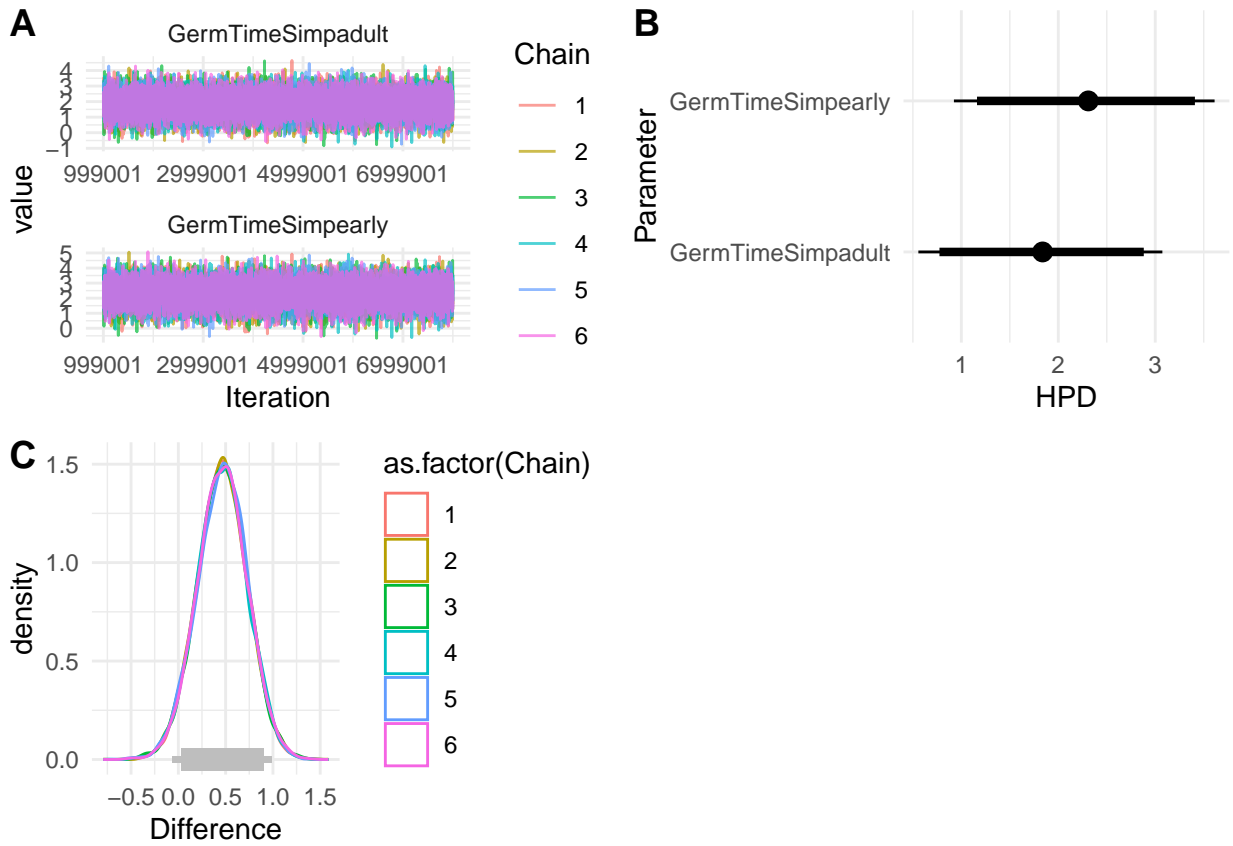 A
GermTimeSimpadult
4
3
2
1
0
−1
999001 2999001 4999001 6999001
GermTimeSimpearly
5
4
3
2
1
0
999001 2999001 4999001 6999001
Iteration
value
Chain
1
2
3
4
5
6
B
GermTimeSimpearly
GermTimeSimpadult
Parameter
1 2 3
HPD
C
1.5
1.0
0.5
0.0
density
−0.5 0.0 0.5 1.0 1.5
Difference
as.factor(Chain)
1
2
3
4
5
6